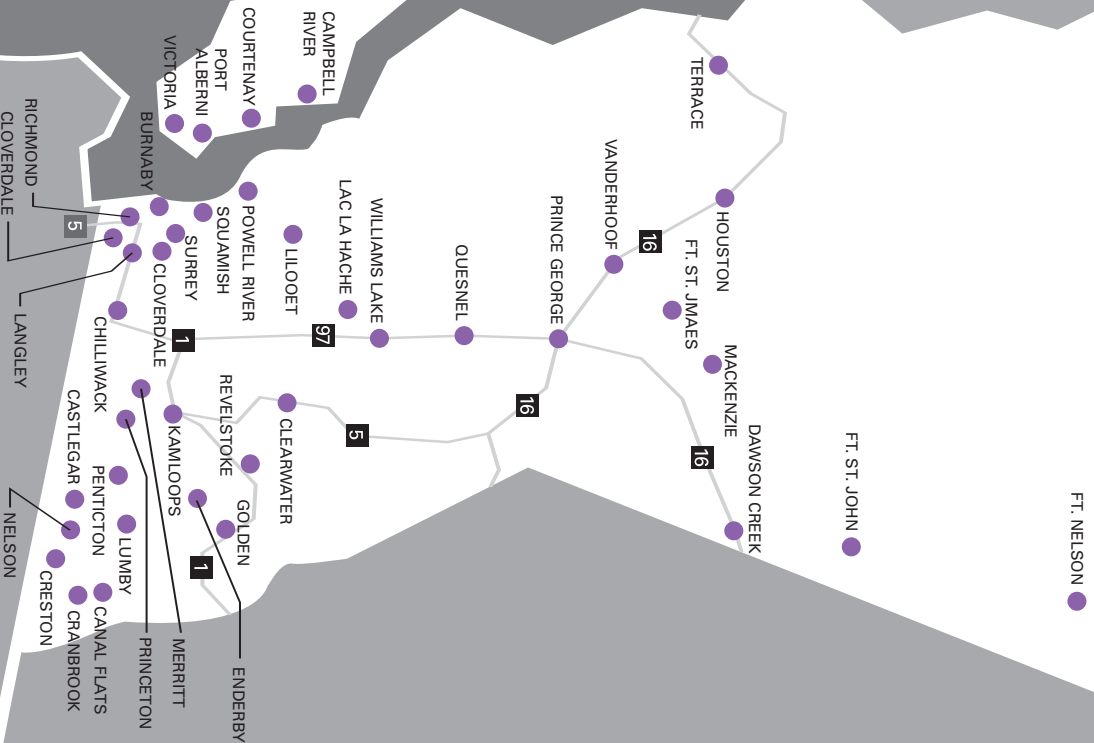 FT. NELSON
FT. ST. JOHN
DAWSON CREEK
MACKENZIE
FT. ST. JMAES
HOUSTON
TERRACE
VANDERHOOF
PRINCE GEORGE
16
16
16
QUESNEL
WILLIAMS LAKE
LAC LA HACHE
97
5
CAMPBELL
RIVER
COURTENAY
PORT
ALBERNI
VICTORIA
LILOOET
POWELL RIVER
SQUAMISH
SURREY
CLOVERDALE
BURNABY
RICHMOND
CLOVERDALE
5
LANGLEY
CHILLIWACK
1
CLEARWATER
REVELSTOKE
KAMLOOPS
GOLDEN
1
CASTLEGAR
PENTICTON
LUMBY
NELSON
CRESTON
CRANBROOK
CANAL FLATS
PRINCETON
MERRITT
ENDERBY